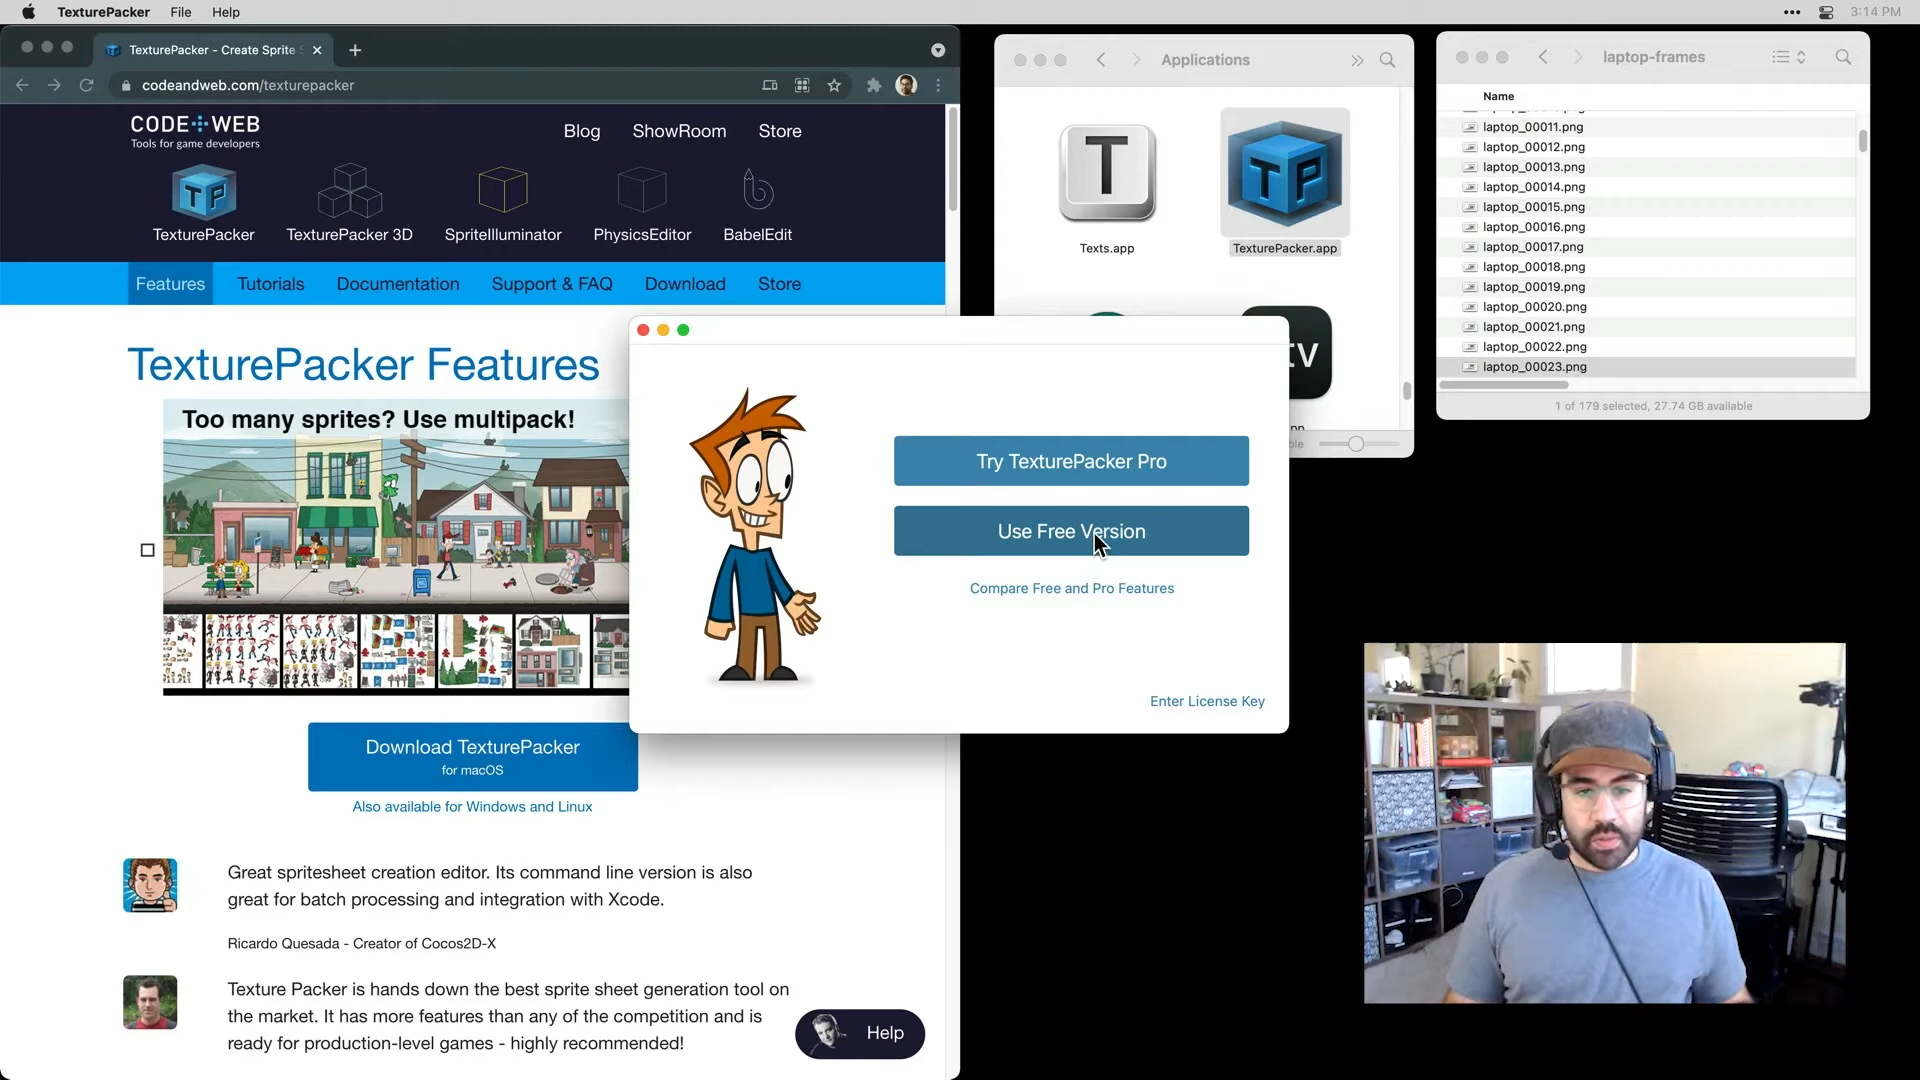 TexturePacker File Help
3:14 PM
TexturePacker - Create Sprite S
codeandweb.com/texturepacker
CODE WEB
Tools for game developers
Blog ShowRoom Store
TexturePacker TexturePacker 3D SpriteIlluminator PhysicsEditor BabelEdit
Features Tutorials Documentation Support & FAQ Download Store
TexturePacker Features
Too many sprites? Use multipack!
Download TexturePacker
for macOS
Also available for Windows and Linux
Great spritesheet creation editor. Its command line version is also
great for batch processing and integration with Xcode.
Ricardo Quesada - Creator of Cocos2D-X
Texture Packer is hands down the best sprite sheet generation tool on
the market. It has more features than any of the competition and is
ready for production-level games - highly recommended!
Help
Applications
T
TP
Texts.app
TexturePacker.app
tv
Try TexturePacker Pro
Use Free Version
Compare Free and Pro Features
Enter License Key
laptop-frames
Name
laptop_00011.png
laptop_00012.png
laptop_00013.png
laptop_00014.png
laptop_00015.png
laptop_00016.png
laptop_00017.png
laptop_00018.png
laptop_00019.png
laptop_00020.png
laptop_00021.png
laptop_00022.png
laptop_00023.png
1 of 179 selected, 27.74 GB available